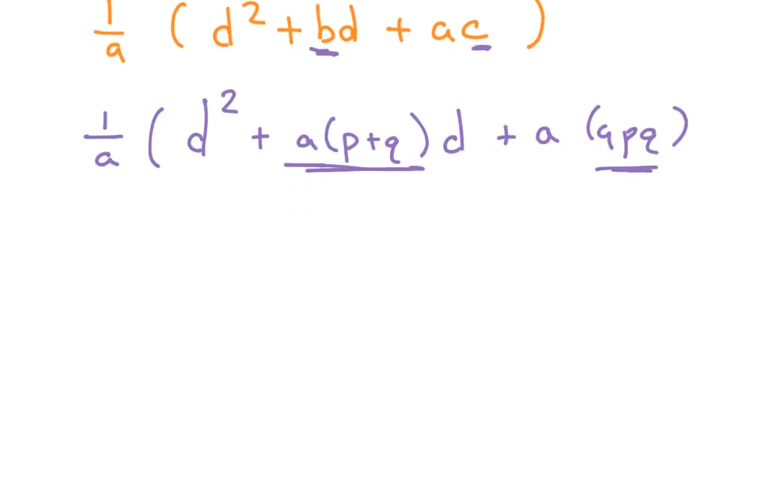 1/a ( d² + bd + ac )
1/a ( d² + a(p+q)d + a (apq)